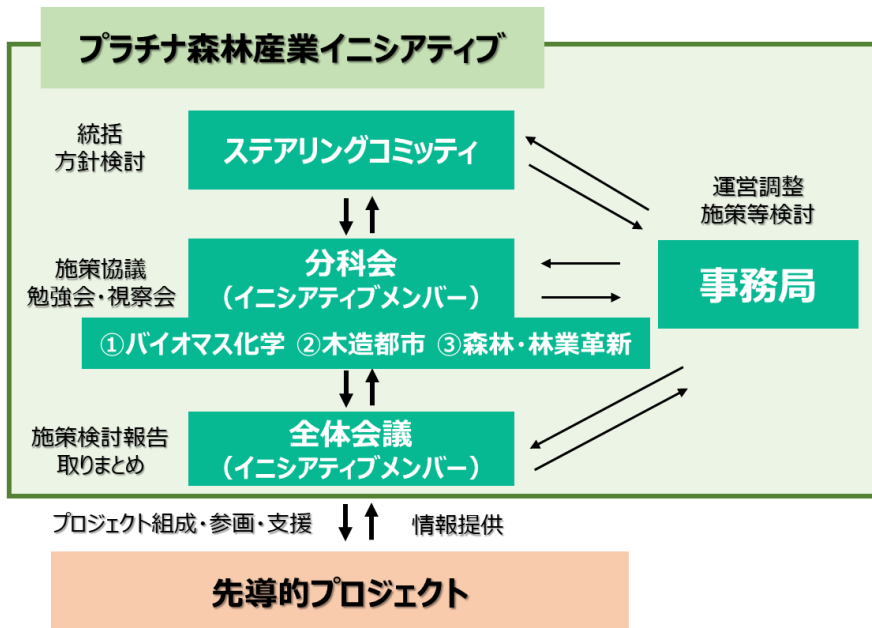 プラチナ森林産業イニシアティブ
統括
方針検討
ステアリングコミッティ
運営調整
施策等検討
事務局
施策協議
勉強会・視察会
分科会
（イニシアティブメンバー）
①バイオマス化学 ②木造都市 ③森林・林業革新
施策検討報告
取りまとめ
全体会議
（イニシアティブメンバー）
プロジェクト組成・参画・支援
情報提供
先導的プロジェクト